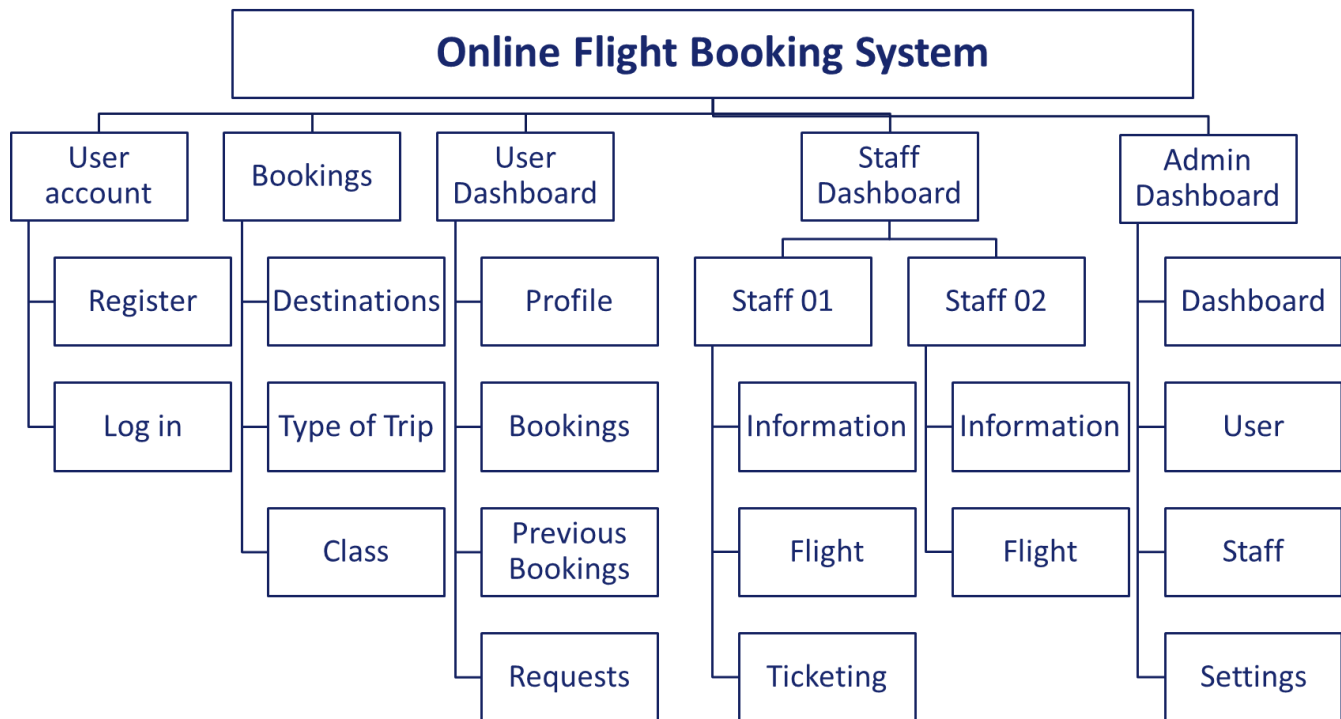 Online Flight Booking System
User
account
Bookings
User
Dashboard
Staff
Dashboard
Admin
Dashboard
Register
Destinations
Profile
Staff 01
Staff 02
Dashboard
Log in
Type of Trip
Bookings
Information
Information
User
Class
Previous
Bookings
Flight
Flight
Staff
Requests
Ticketing
Settings